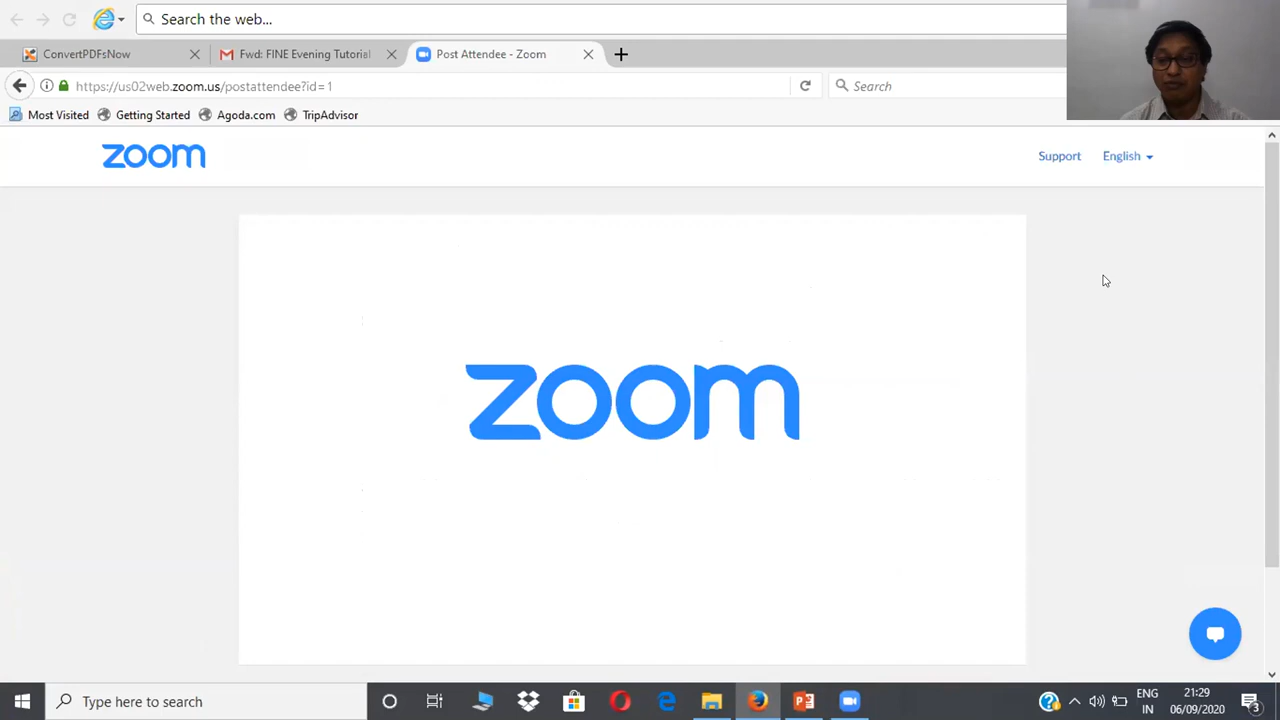 Search the web...
ConvertPDFsNow
Fwd: FINE Evening Tutorial
Post Attendee - Zoom
https://us02web.zoom.us/postattendee?id=1
Search
Most Visited
Getting Started
Agoda.com
TripAdvisor
zoom
Support
English
zoom
Type here to search
ENG
IN
21:29
06/09/2020
3